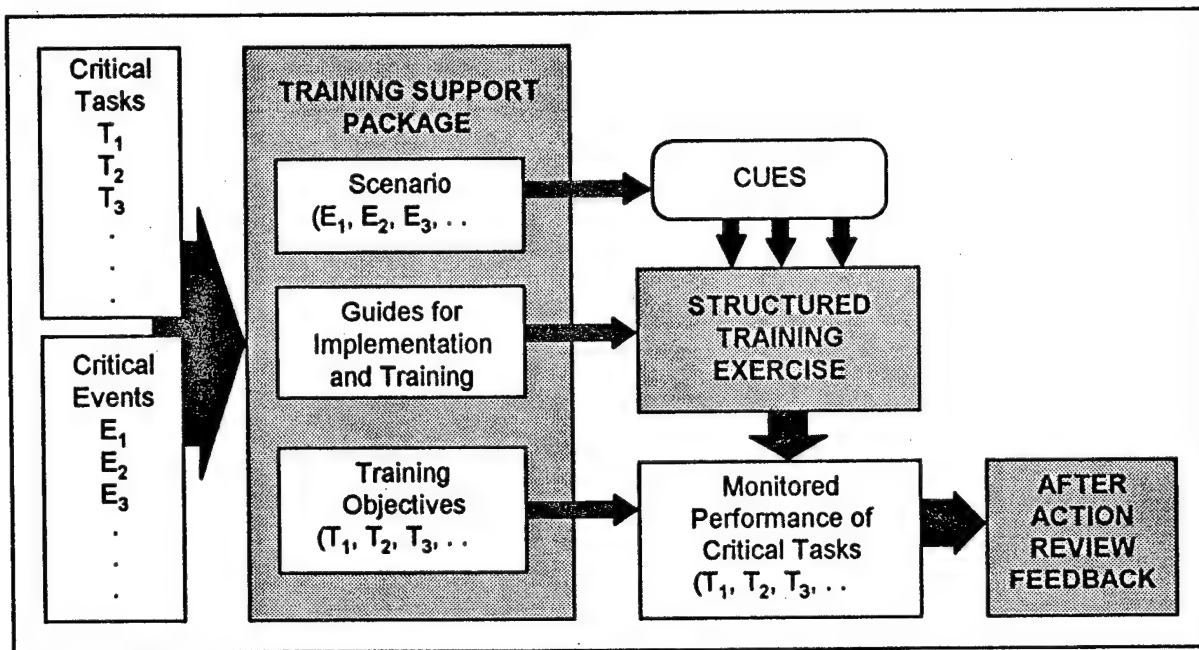 Critical
Tasks
T₁
T₂
T₃
.
.
.
Critical
Events
E₁
E₂
E₃
.
.
.
TRAINING SUPPORT
PACKAGE
Scenario
(E₁, E₂, E₃, . .
Guides for
Implementation
and Training
Training
Objectives
(T₁, T₂, T₃, . .
CUES
STRUCTURED
TRAINING
EXERCISE
Monitored
Performance of
Critical Tasks
(T₁, T₂, T₃, . .
AFTER
ACTION
REVIEW
FEEDBACK